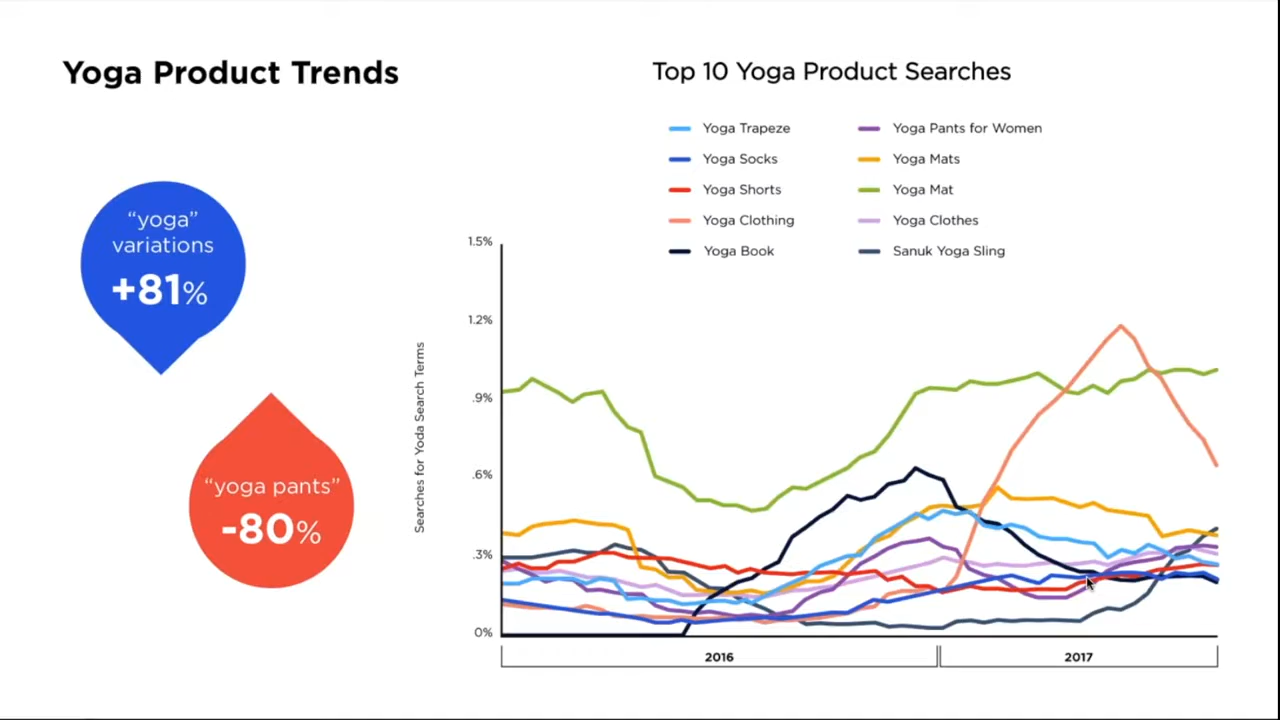 Yoga Product Trends
Top 10 Yoga Product Searches
“yoga”
variations
+81%
“yoga pants”
-80%
Yoga Trapeze
Yoga Socks
Yoga Shorts
Yoga Clothing
Yoga Book
Yoga Pants for Women
Yoga Mats
Yoga Mat
Yoga Clothes
Sanuk Yoga Sling
Searches for Yoda Search Terms
1.5%
1.2%
.9%
.6%
.3%
0%
2016
2017